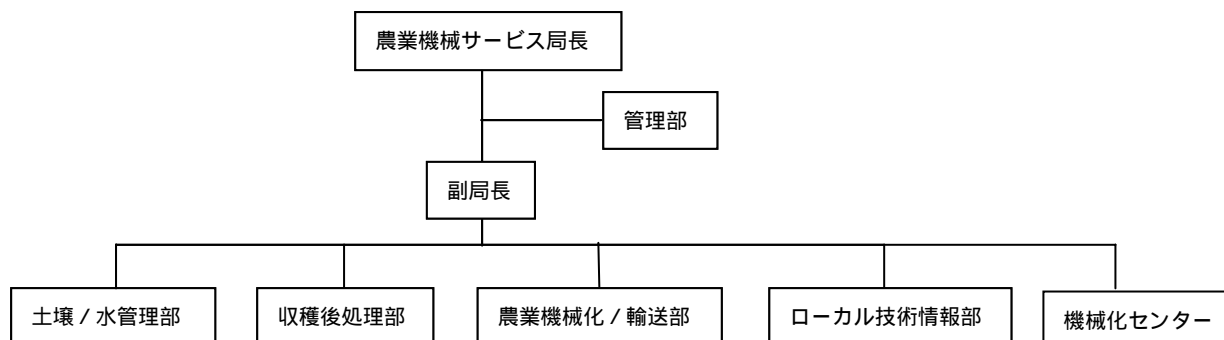 農業機械サービス局長
管理部
副局長
土壌 / 水管理部
収穫後処理部
農業機械化 / 輸送部
ローカル技術情報部
機械化センター